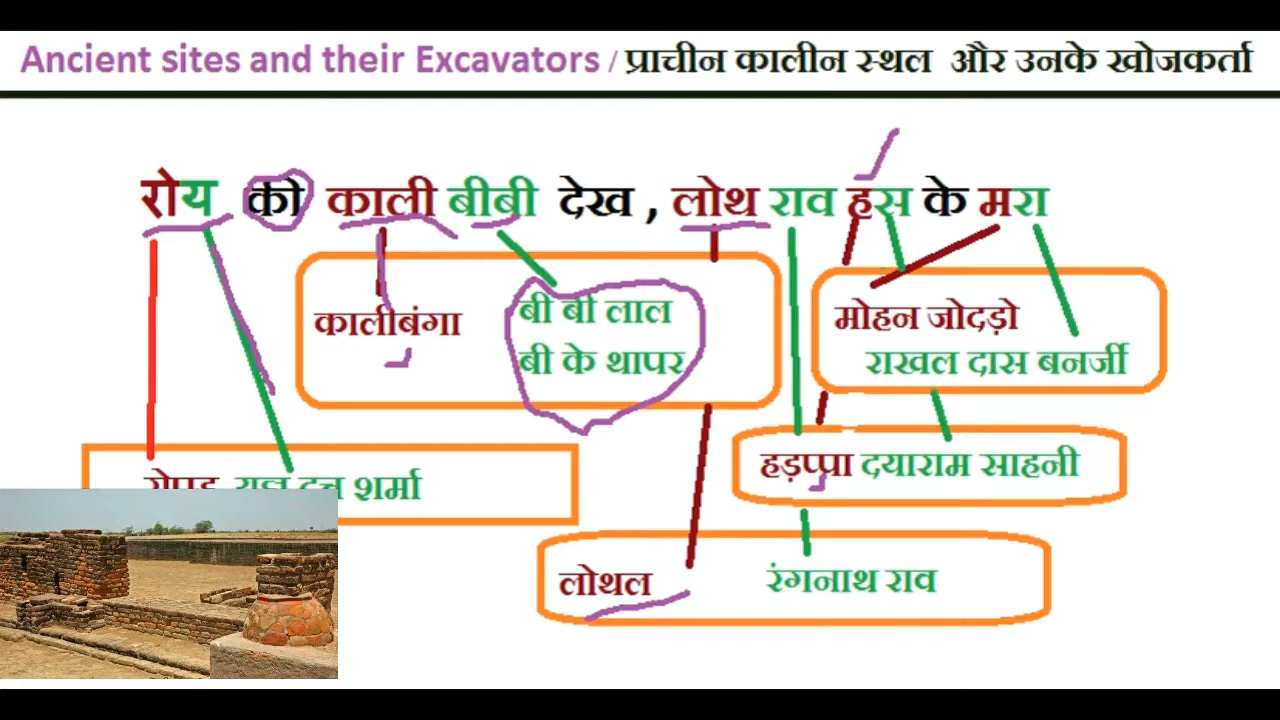 Ancient sites and their Excavators / प्राचीन कालीन स्थल और उनके खोजकर्ता
रोय को काली बीबी देख , लोथ राव हस के मरा
कालीबंगा
बी बी लाल
बी के थापर
मोहन जोदड़ो
राखल दास बनर्जी
हड़प्पा दयाराम साहनी
शर्मा
लोथल रंगनाथ राव